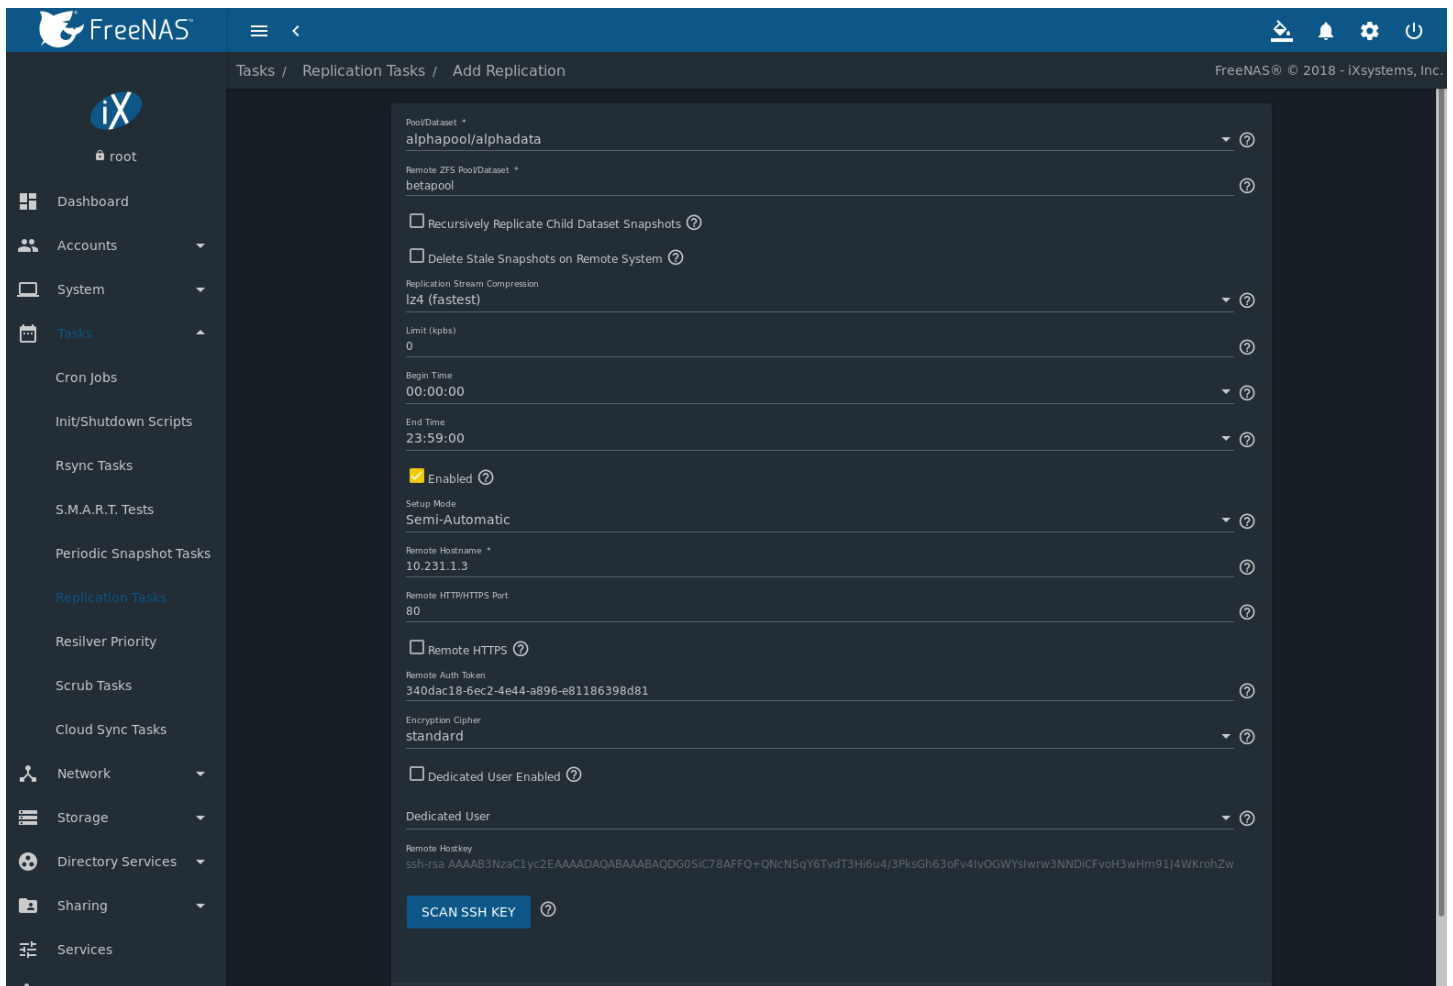 FreeNAS™
Tasks / Replication Tasks / Add Replication
FreeNAS® © 2018 - iXsystems, Inc.
iX
root
Dashboard
Accounts
System
Tasks
Cron Jobs
Init/Shutdown Scripts
Rsync Tasks
S.M.A.R.T. Tests
Periodic Snapshot Tasks
Replication Tasks
Resilver Priority
Scrub Tasks
Cloud Sync Tasks
Network
Storage
Directory Services
Sharing
Services
Pool/Dataset *
alphapool/alphadata
Remote ZFS Pool/Dataset *
betapool
Recursively Replicate Child Dataset Snapshots
Delete Stale Snapshots on Remote System
Replication Stream Compression
lz4 (fastest)
Limit (kpbs)
0
Begin Time
00:00:00
End Time
23:59:00
Enabled
Setup Mode
Semi-Automatic
Remote Hostname *
10.231.1.3
Remote HTTP/HTTPS Port
80
Remote HTTPS
Remote Auth Token
340dac18-6ec2-4e44-a896-e81186398d81
Encryption Cipher
standard
Dedicated User Enabled
Dedicated User
Remote Hostkey
ssh-rsa
SCAN SSH KEY